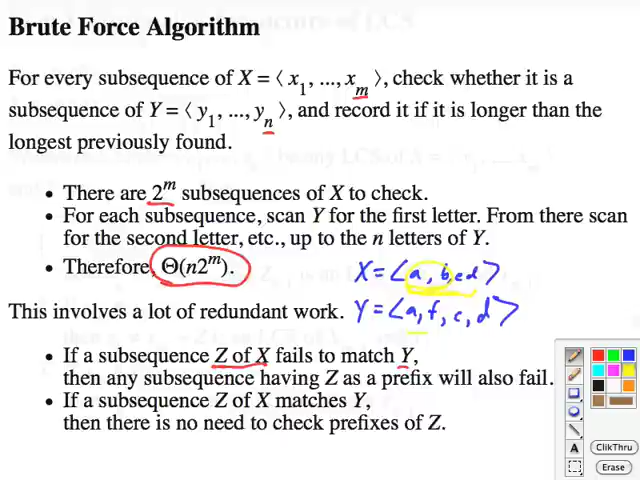 Brute Force Algorithm
For every subsequence of X = ⟨ x1, ..., xm ⟩, check whether it is a
subsequence of Y = ⟨ y1, ..., yn ⟩, and record it if it is longer than the
longest previously found.
• There are 2^m subsequences of X to check.
• For each subsequence, scan Y for the first letter. From there scan
for the second letter, etc., up to the n letters of Y.
• Therefore, Θ(n2^m).
X = ⟨a, b, c d⟩
This involves a lot of redundant work.
Y = ⟨a, f, c, d⟩
• If a subsequence Z of X fails to match Y,
then any subsequence having Z as a prefix will also fail.
• If a subsequence Z of X matches Y,
then there is no need to check prefixes of Z.
A
ClikThru
Erase